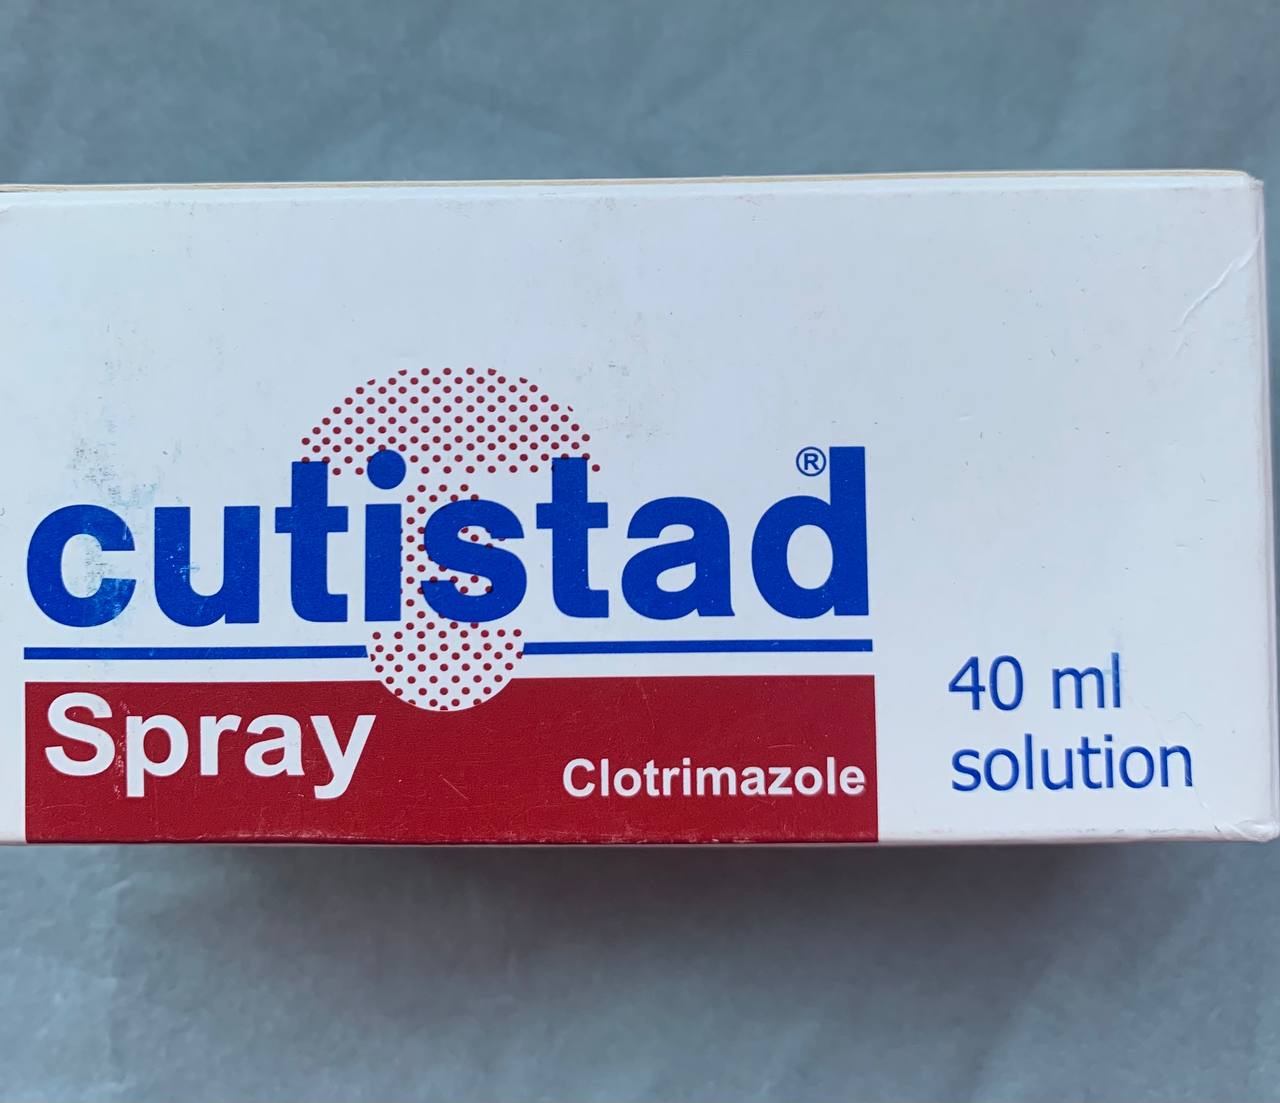 cutistad®
Spray
Clotrimazole
40 ml
solution